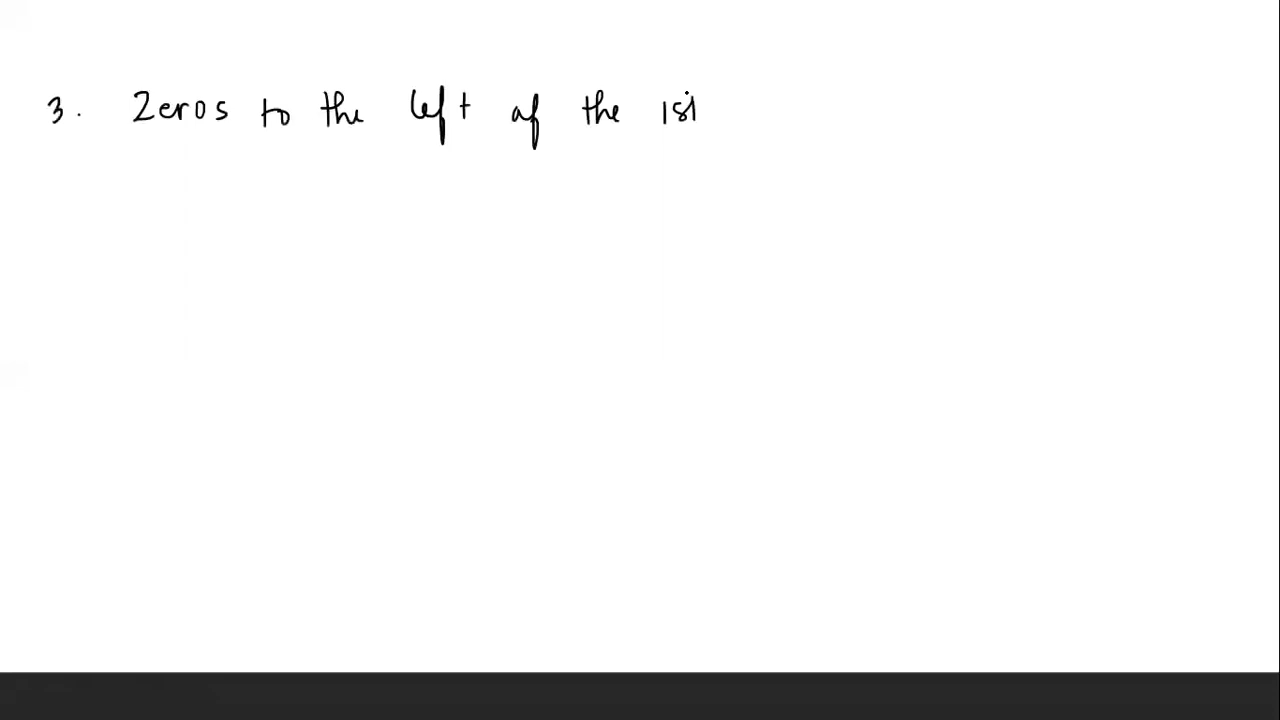 3. Zeros to the left of the 1st